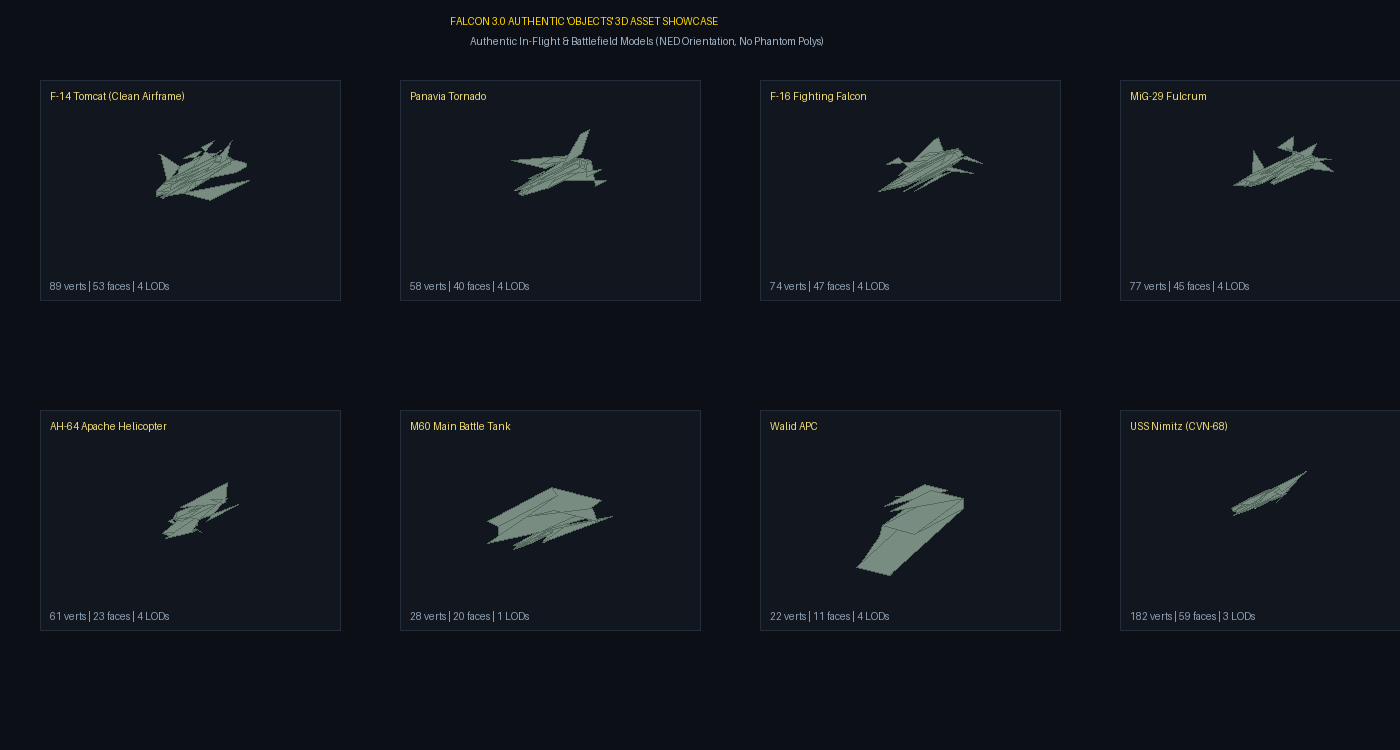 FALCON 3.0 AUTHENTIC 'OBJECTS' 3D ASSET SHOWCASE
Authentic In-Flight & Battlefield Models (NED Orientation, No Phantom Polys)
F-14 Tomcat (Clean Airframe)
Panavia Tornado
F-16 Fighting Falcon
MiG-29 Fulcrum
89 verts | 53 faces | 4 LODs
58 verts | 40 faces | 4 LODs
74 verts | 47 faces | 4 LODs
77 verts | 45 faces | 4 LODs
AH-64 Apache Helicopter
M60 Main Battle Tank
Walid APC
USS Nimitz (CVN-68)
61 verts | 23 faces | 4 LODs
28 verts | 20 faces | 1 LODs
22 verts | 11 faces | 4 LODs
182 verts | 59 faces | 3 LODs